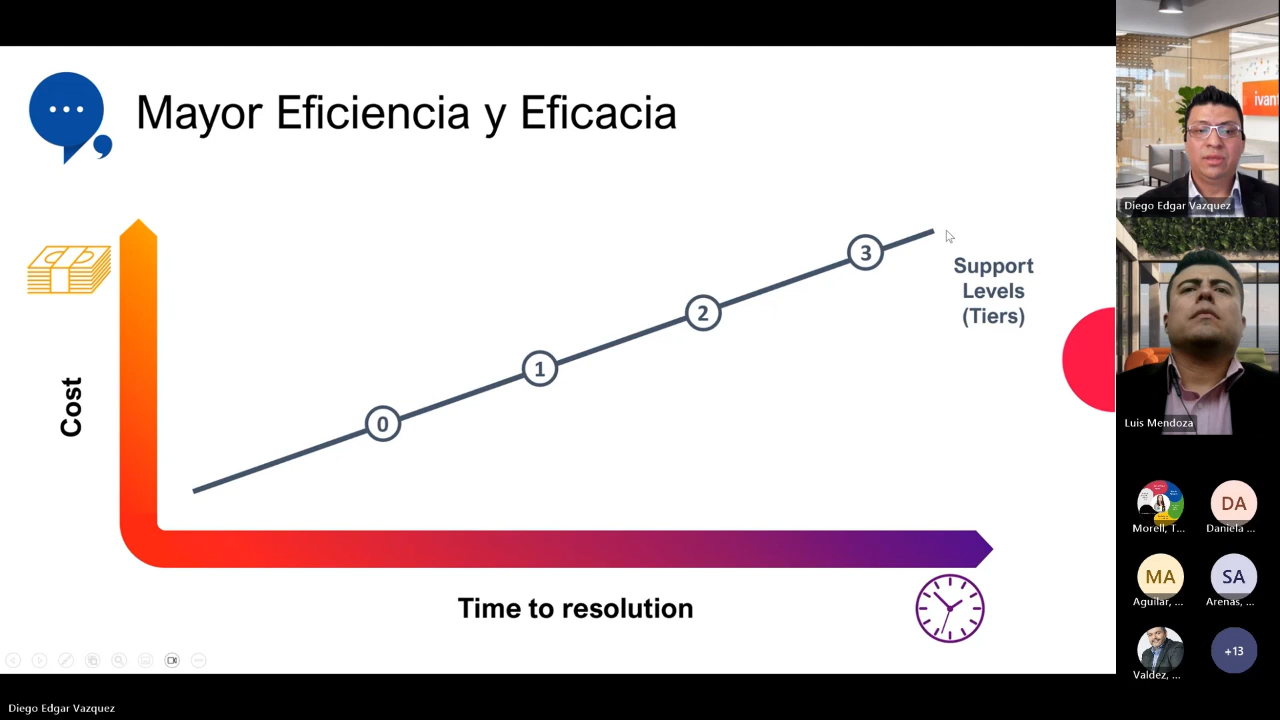 Mayor Eficiencia y Eficacia
Cost
0
1
2
3
Support
Levels
(Tiers)
Time to resolution
Diego Edgar Vazquez
ivan
Diego Edgar Vazquez
Luis Mendoza
Morell, T...
DA
Daniela ...
MA
Aguilar, ...
SA
Arenas, ...
Valdez, ...
+13